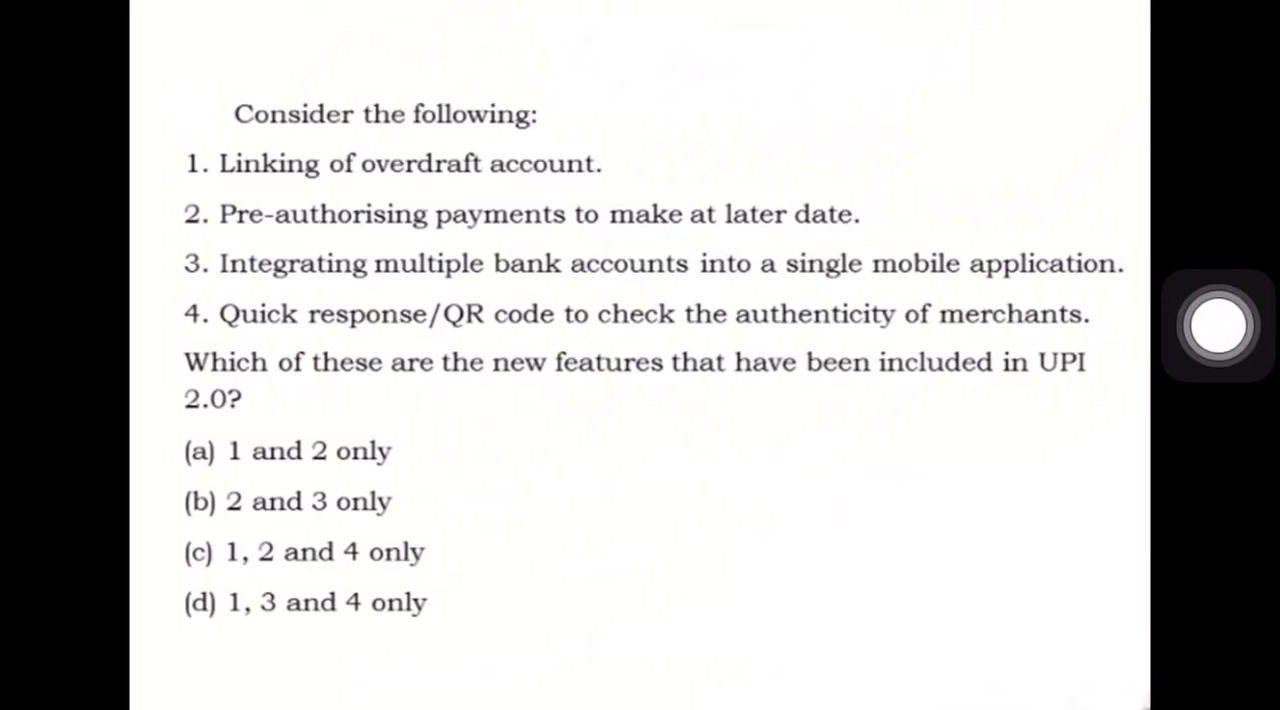 Consider the following:
1. Linking of overdraft account.
2. Pre-authorising payments to make at later date.
3. Integrating multiple bank accounts into a single mobile application.
4. Quick response/QR code to check the authenticity of merchants.
Which of these are the new features that have been included in UPI
2.0?
(a) 1 and 2 only
(b) 2 and 3 only
(c) 1, 2 and 4 only
(d) 1, 3 and 4 only